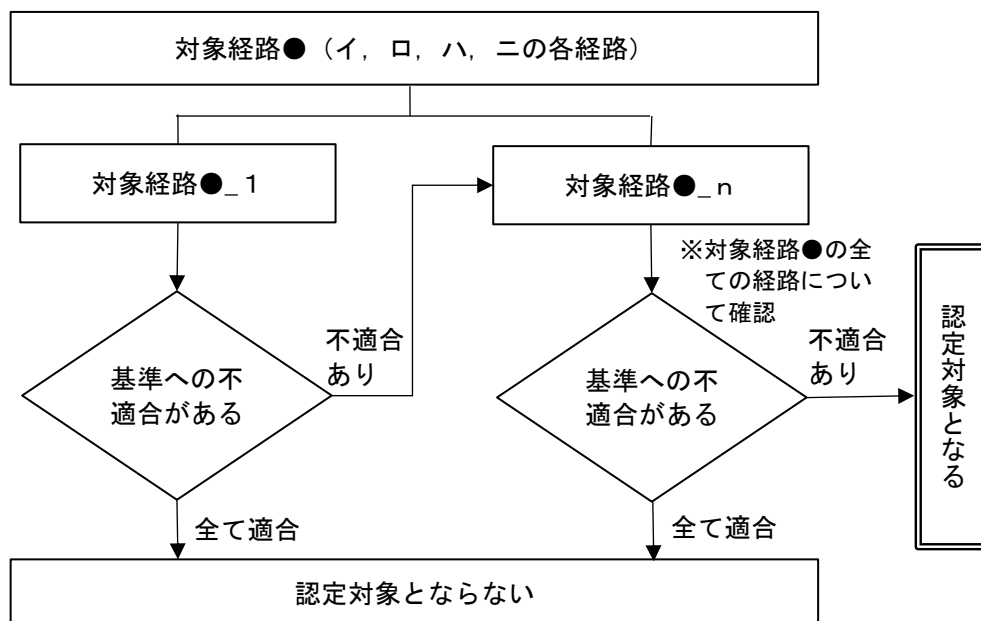 対象経路●（イ，ロ，ハ，ニの各経路）
対象経路●_１
対象経路●_ｎ
※対象経路●の全
ての経路につい
て確認
不適合
あり
不適合
あり
基準への不
適合がある
基準への不
適合がある
認定対象となる
全て適合
全て適合
認定対象とならない